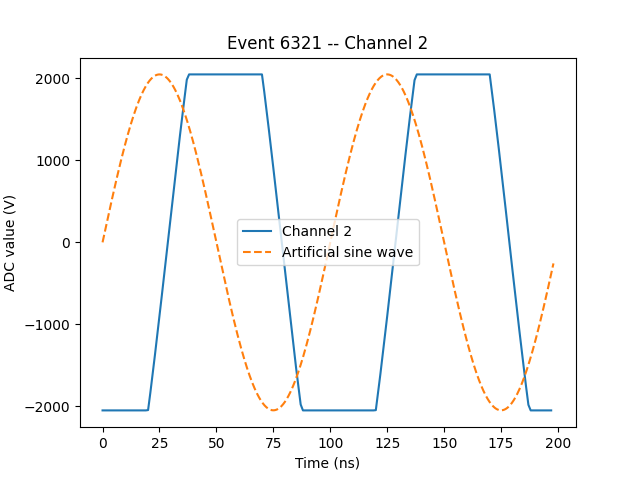 Event 6321 -- Channel 2
ADC value (V)
2000
1000
0
−1000
−2000
Channel 2
Artificial sine wave
0 25 50 75 100 125 150 175 200
Time (ns)